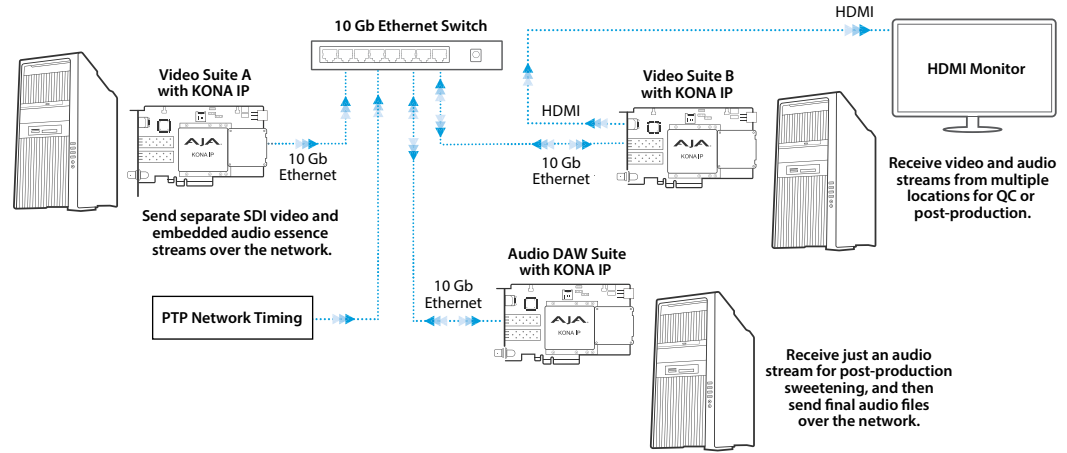 HDMI
10 Gb Ethernet Switch
HDMI Monitor
Video Suite A
with KONA IP
AJA
KONA IP
10 Gb
Ethernet
Send separate SDI video and
embedded audio essence
streams over the network.
Video Suite B
with KONA IP
HDMI
AJA
KONA IP
10 Gb
Ethernet
Receive video and audio
streams from multiple
locations for QC or
post-production.
PTP Network Timing
Audio DAW Suite
with KONA IP
10 Gb
Ethernet
AJA
KONA IP
Receive just an audio
stream for post-production
sweetening, and then
send final audio files
over the network.